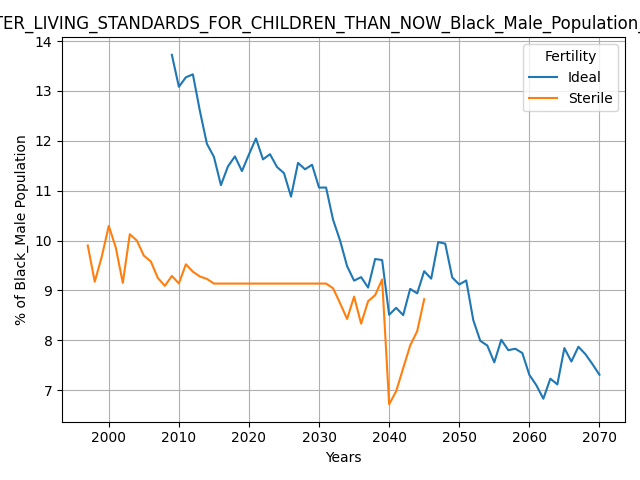 TER_LIVING_STANDARDS_FOR_CHILDREN_THAN_NOW_Black_Male_Population_
14
13
12
11
10
9
8
7
% of Black_Male Population
Fertility
Ideal
Sterile
2000 2010 2020 2030 2040 2050 2060 2070
Years